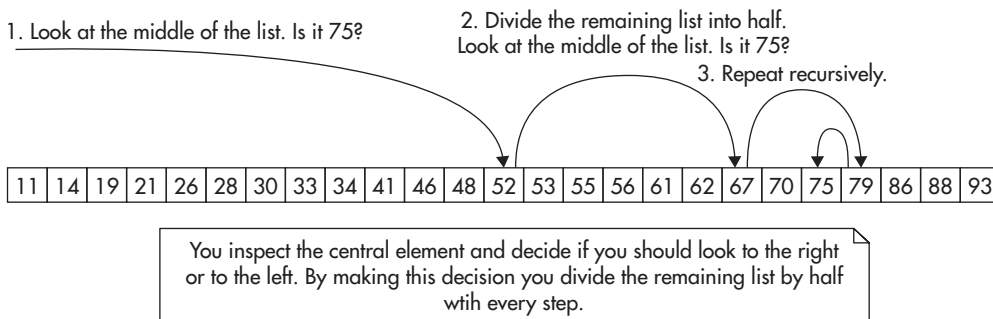 1. Look at the middle of the list. Is it 75?
2. Divide the remaining list into half.
Look at the middle of the list. Is it 75?
3. Repeat recursively.
11 14 19 21 26 28 30 33 34 41 46 48 52 53 55 56 61 62 67 70 75 79 86 88 93
You inspect the central element and decide if you should look to the right
or to the left. By making this decision you divide the remaining list by half
wtih every step.